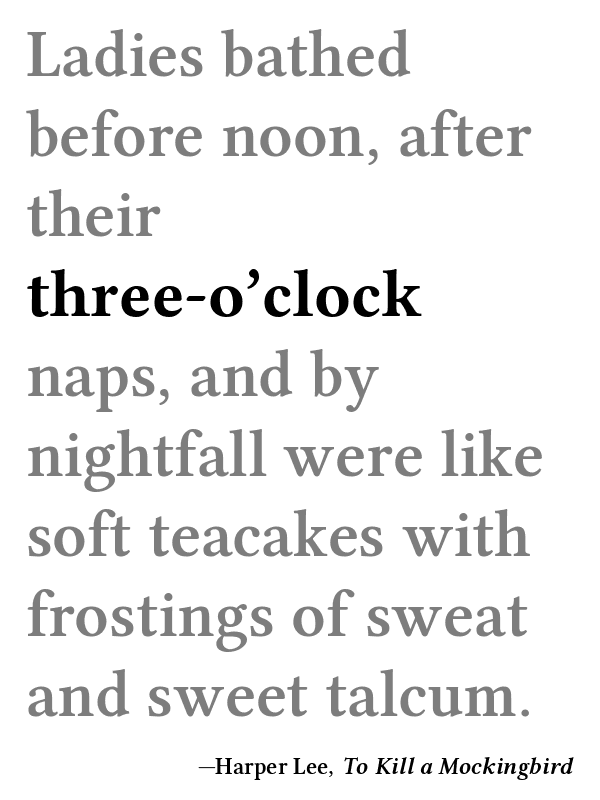 Ladies bathed
before noon, after
their
three-o’clock
naps, and by
nightfall were like
soft teacakes with
frostings of sweat
and sweet talcum.
—Harper Lee, To Kill a Mockingbird